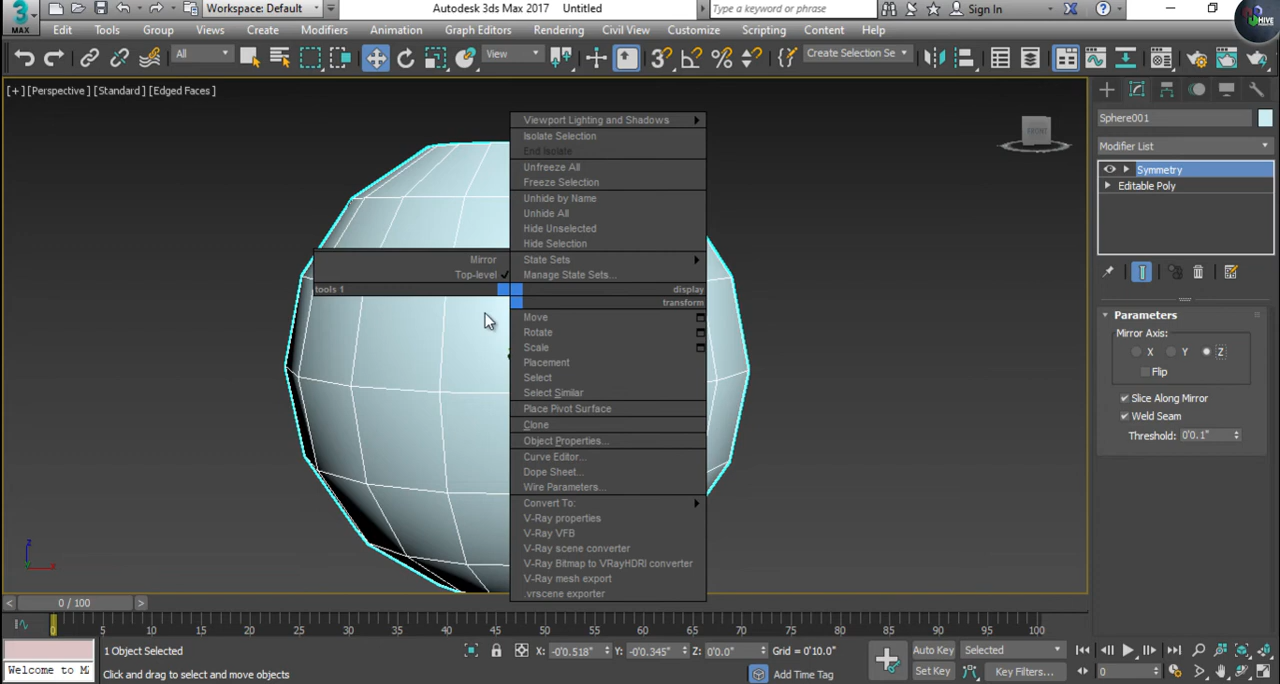 Workspace: Default
Autodesk 3ds Max 2017 Untitled
Type a keyword or phrase
Sign In
3
MAX
HIVE
Edit Tools Group Views Create Modifiers Animation Graph Editors Rendering Civil View Customize Scripting Content Help
All
View
Create Selection Se
[+] [Perspective] [Standard] [Edged Faces]
FRONT
Viewport Lighting and Shadows
Isolate Selection
End Isolate
Unfreeze All
Freeze Selection
Unhide by Name
Unhide All
Hide Unselected
Hide Selection
State Sets
Manage State Sets...
Mirror
Top-level
tools 1
display
transform
Move
Rotate
Scale
Placement
Select
Select Similar
Place Pivot Surface
Clone
Object Properties...
Curve Editor...
Dope Sheet...
Wire Parameters...
Convert To:
V-Ray properties
V-Ray VFB
V-Ray scene converter
V-Ray Bitmap to VRayHDRI converter
V-Ray mesh export
.vrscene exporter
Sphere001
Modifier List
Symmetry
Editable Poly
Parameters
Mirror Axis:
X Y Z
Flip
Slice Along Mirror
Weld Seam
Threshold: 0'0.1"
z
x
< 0 / 100 >
0 5 10 15 20 25 30 35 40 45 50 55 60 65 70 75 80 85 90 95 100
1 Object Selected
X: -0'0.518" Y: -0'0.345" Z: 0'0.0" Grid = 0'10.0"
Auto Key Selected
Welcome to M
Click and drag to select and move objects
Add Time Tag
Set Key Key Filters...
0